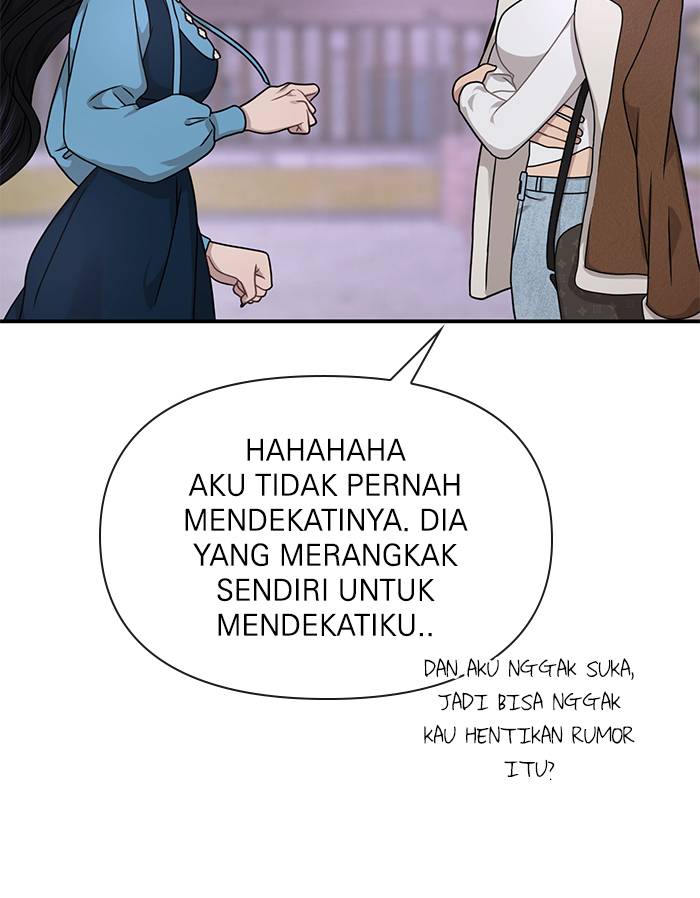 HAHAHAHA
AKU TIDAK PERNAH
MENDEKATINYA. DIA
YANG MERANGKAK
SENDIRI UNTUK
MENDEKATIKU..
DAN AKU NGGAK SUKA,
JADI BISA NGGAK
KAU HENTIKAN RUMOR
ITU?